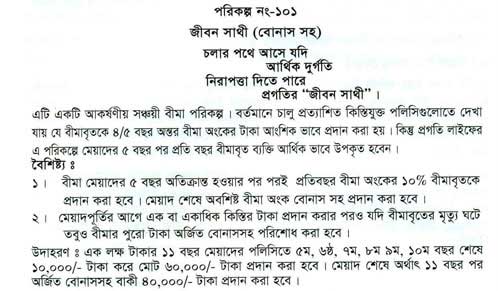 পরিকল্প নং-১০১
জীবন সাথী (বোনাস সহ)
চলার পথে আসে যদি
আর্থিক দুর্গতি
নিরাপত্তা দিতে পারে
প্রগতির “জীবন সাথী” ।
এটি একটি আকর্ষণীয় সঞ্চয়ী বীমা পরিকল্প । বর্তমানে চালু প্রত্যাশিত কিস্তিযুক্ত পলিসিগুলোতে দেখা
যায় যে বীমাবৃতকে ৪/৫ বছর অন্তর বীমা অংকের টাকা আংশিক ভাবে প্রদান করা হয় । কিন্তু প্রগতি লাইফের
এ পরিকল্পে মেয়াদের ৫ বছর পর প্রতি বছর বীমাবৃত ব্যক্তি আর্থিক ভাবে উপকৃত হবেন ।
বৈশিষ্ট্য ঃ
১ । বীমা মেয়াদের ৫ বছর অতিক্রান্ত হওয়ার পর পরই প্রতিবছর বীমা অংকের ১০% বীমাবৃতকে
প্রদান করা হবে । মেয়াদ শেষে অবশিষ্ট বীমা অংক বোনাস সহ প্রদান করা হবে ।
২ । মেয়াদপূর্তির আগে এক বা একাধিক কিস্তির টাকা প্রদান করার পরও যদি বীমাবৃতের মৃত্যু ঘটে
তবুও বীমার পুরো টাকা অর্জিত বোনাসসহ পরিশোধ করা হবে ।
উদাহরণ ঃ এক লক্ষ টাকার ১১ বছর মেয়াদের পলিসিতে ৫ম, ৬ষ্ঠ, ৭ম, ৮ম ৯ম, ১০ম বছর শেষে
১০,০০০/- টাকা করে মোট ৬০,০০০/- টাকা প্রদান করা হবে । মেয়াদ শেষে অর্থাৎ ১১ বছর পর
অর্জিত বোনাসসহ বাকী ৪০,০০০/- টাকা প্রদান করা হবে ।